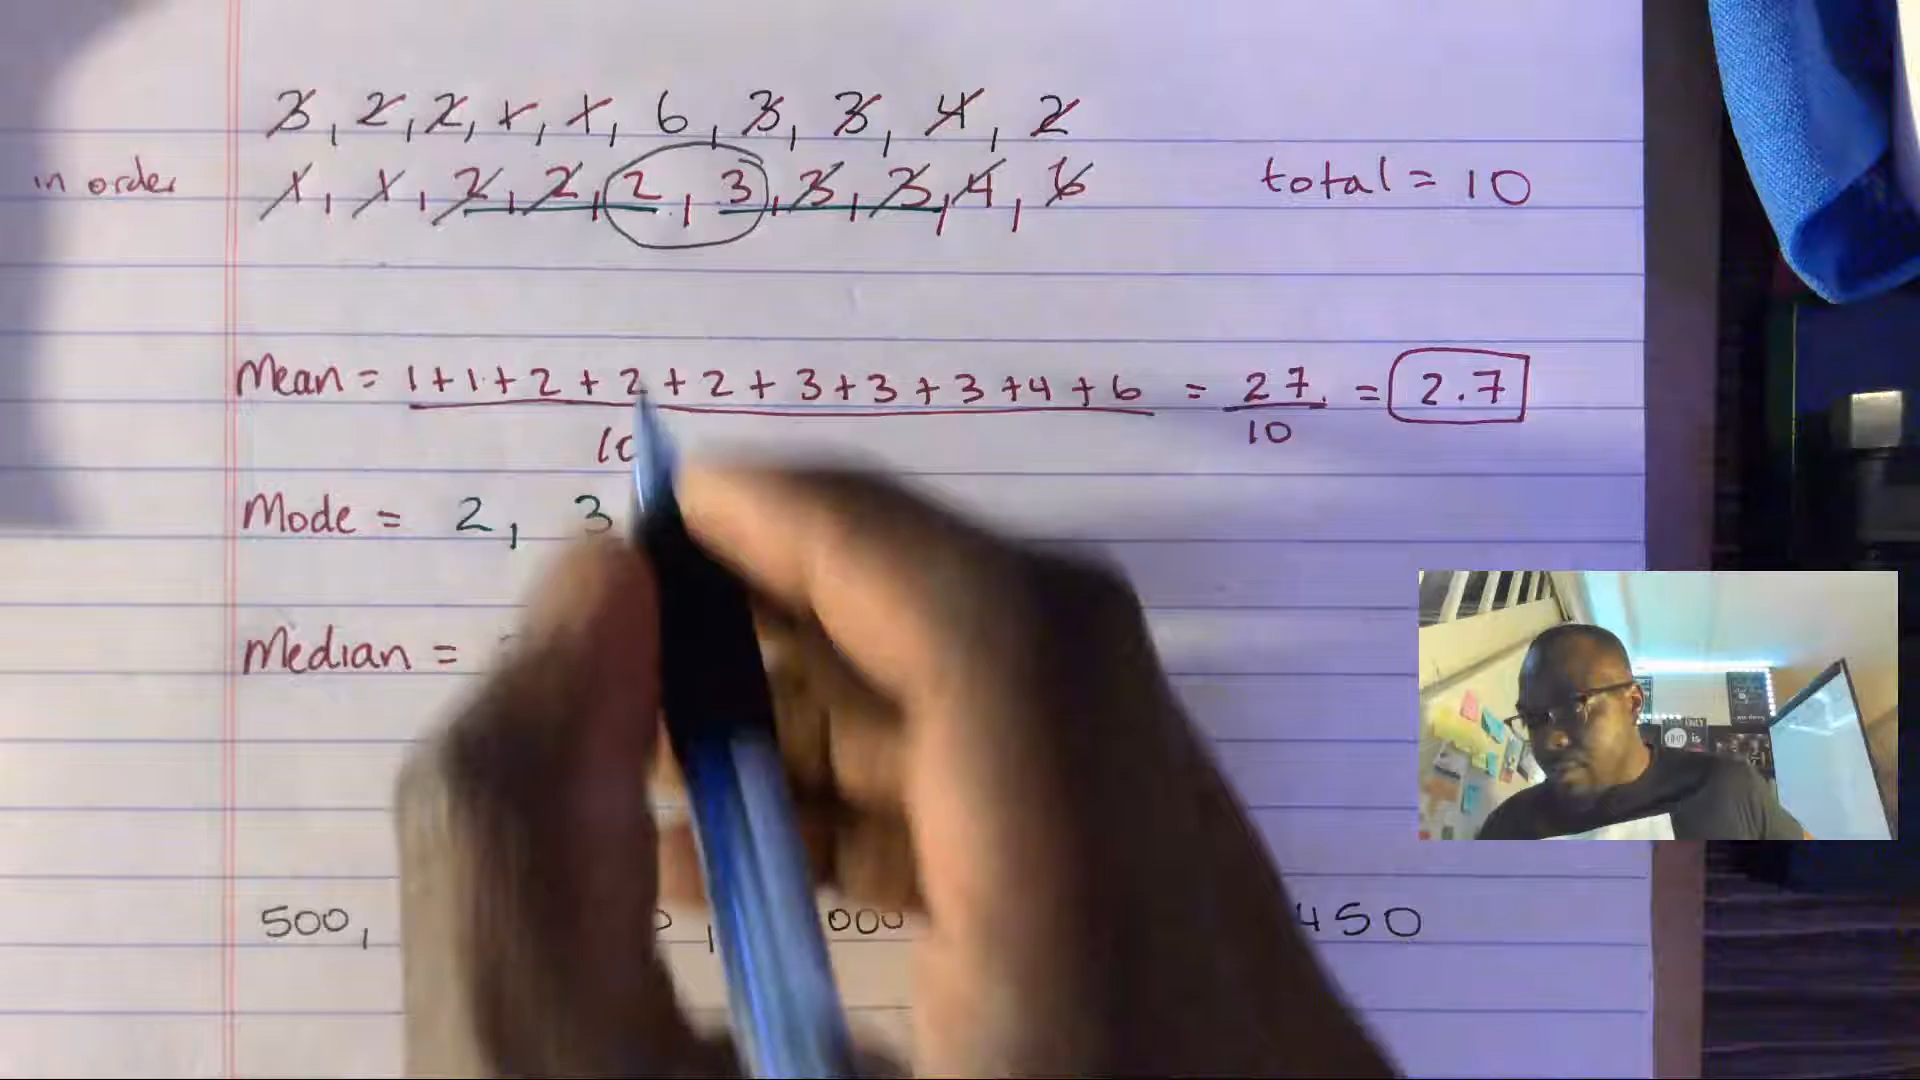 3, 2, 2, 1, 1, 6, 3, 3, 4, 2
in order 1, 1, 2, 2, 2, 3, 3, 3, 4, 6 total = 10
Mean = 1 + 1 + 2 + 2 + 2 + 3 + 3 + 3 + 4 + 6 = 27 = 2.7
10 10
Mode = 2, 3
Median =
500, 000 450